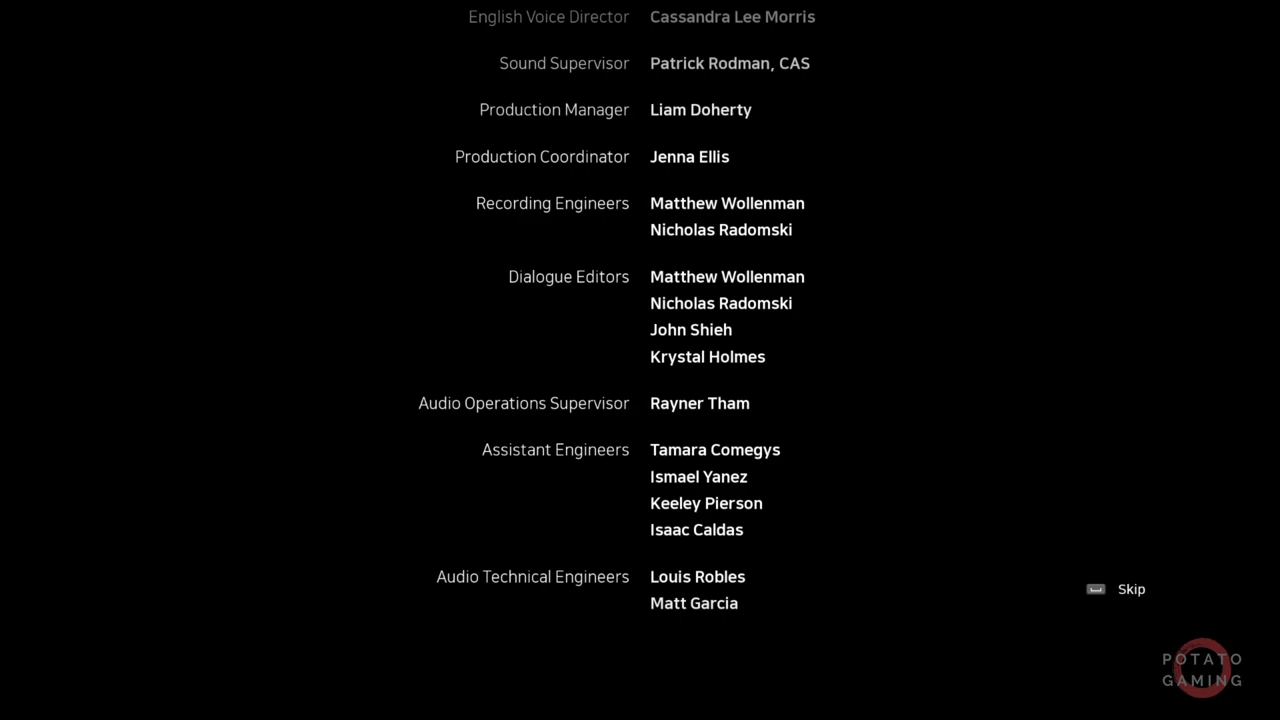 English Voice Director Cassandra Lee Morris
Sound Supervisor Patrick Rodman, CAS
Production Manager Liam Doherty
Production Coordinator Jenna Ellis
Recording Engineers Matthew Wollenman
Nicholas Radomski
Dialogue Editors Matthew Wollenman
Nicholas Radomski
John Shieh
Krystal Holmes
Audio Operations Supervisor Rayner Tham
Assistant Engineers Tamara Comegys
Ismael Yanez
Keeley Pierson
Isaac Caldas
Audio Technical Engineers Louis Robles
Matt Garcia
Skip
POTATO
GAMING